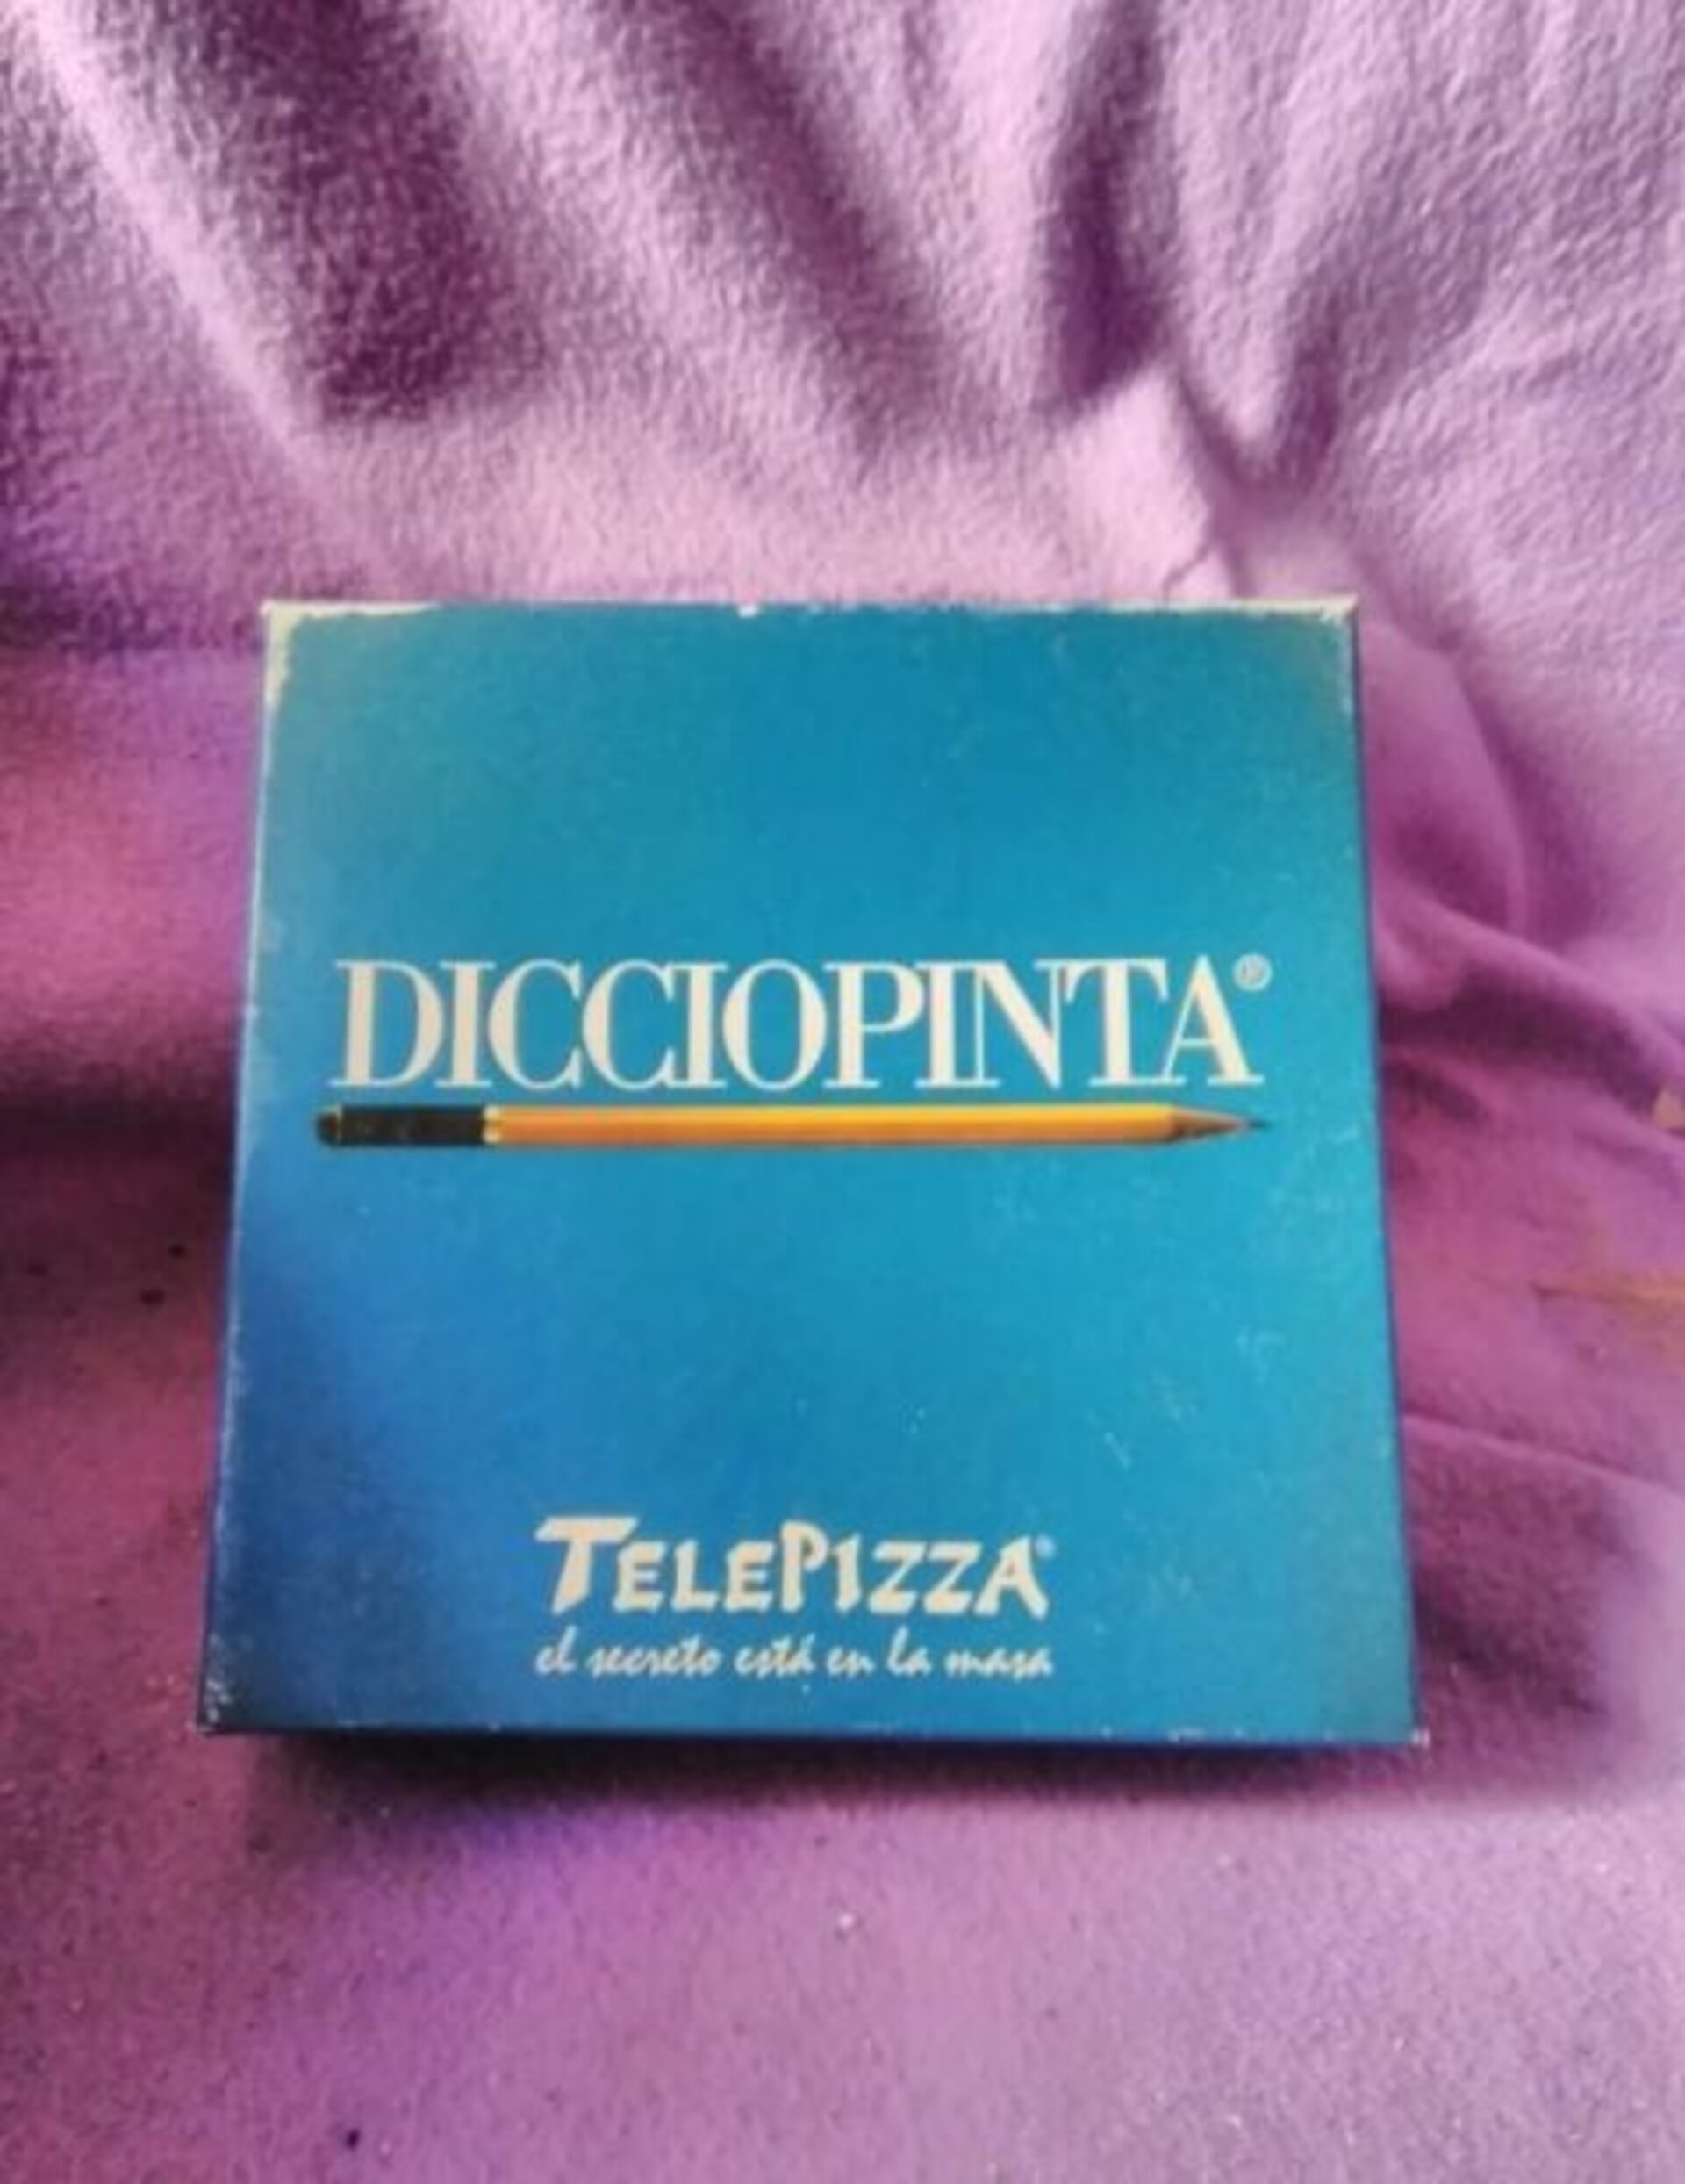 DICCIOPINTA®
TELEPIZZA®
el secreto está en la masa